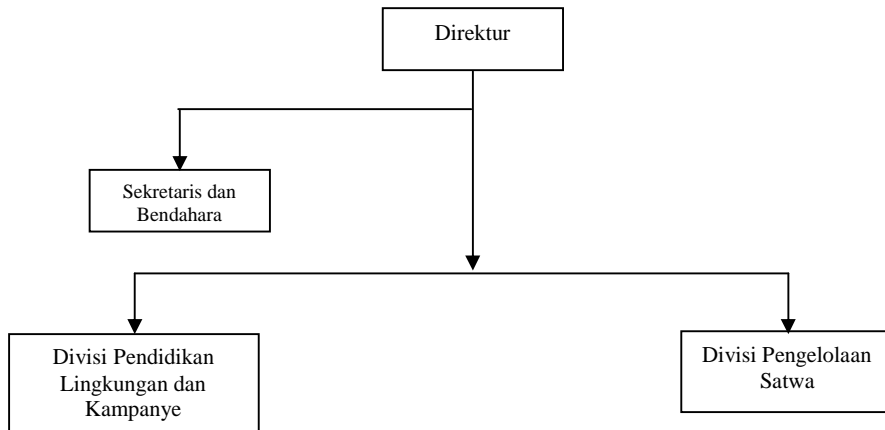 Direktur
Sekretaris dan
Bendahara
Divisi Pendidikan
Lingkungan dan
Kampanye
Divisi Pengelolaan
Satwa